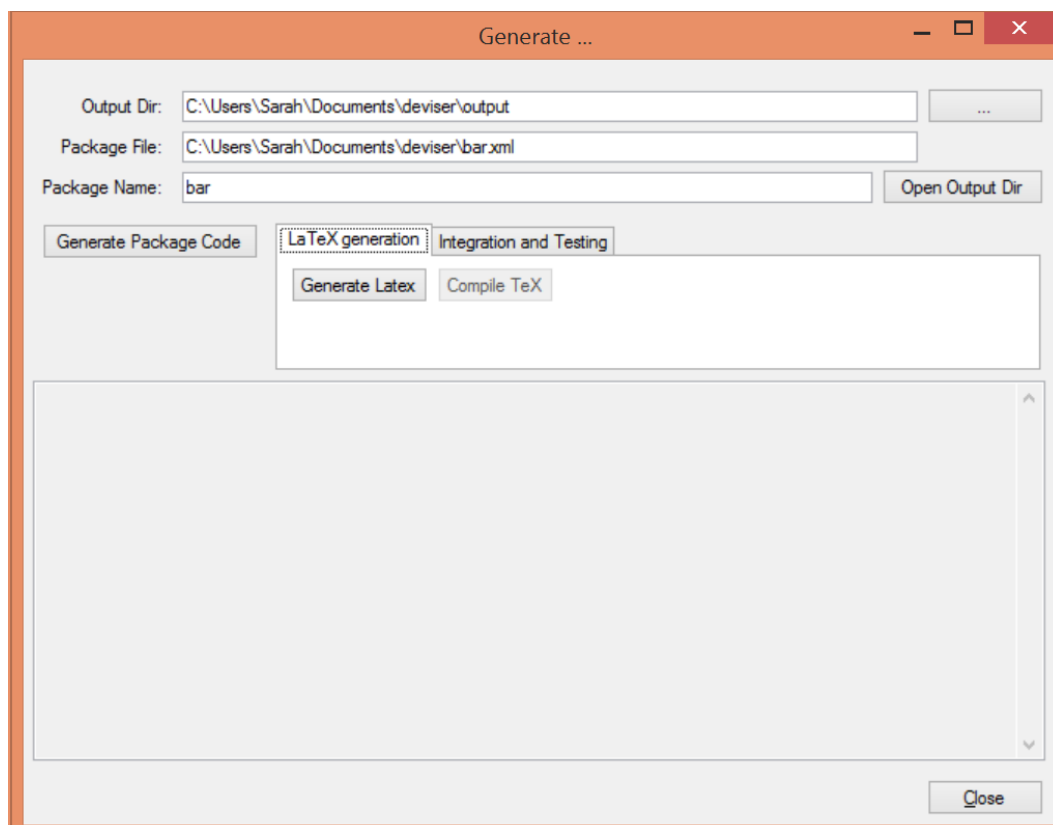 Generate ...
Output Dir: C:\Users\Sarah\Documents\deviser\output ...
Package File: C:\Users\Sarah\Documents\deviser\bar.xml
Package Name: bar Open Output Dir
Generate Package Code LaTeX generation Integration and Testing
Generate Latex Compile TeX
Close